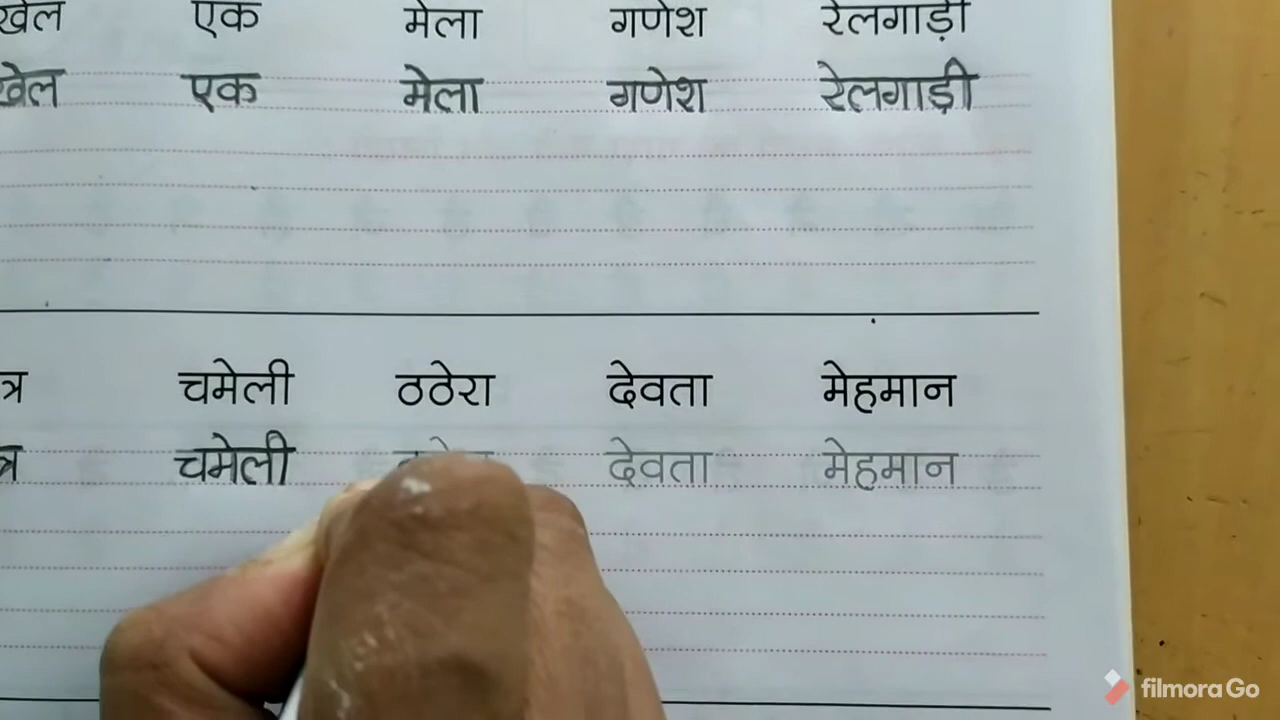 खेल एक मेला गणेश रेलगाड़ी
खेल एक मेला गणेश रेलगाड़ी
चमेली ठठेरा देवता मेहमान
चमेली देवता मेहमान
filmoraGo